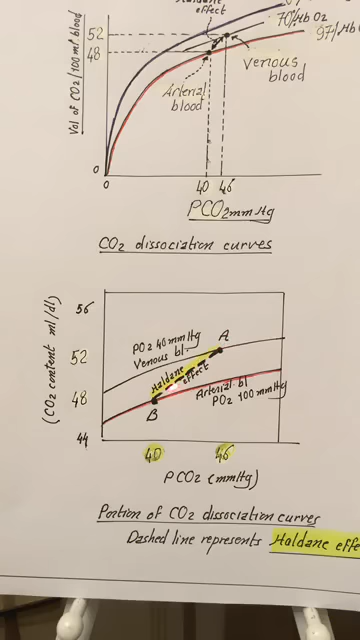 Haldane
effect
70/HbO2
97/Hb
52
48
Venous
blood
Arterial
blood
Vol of CO2/100 ml blood
0
0
40 46
PCO2 mmHg
CO2 dissociation curves
(CO2 content ml/dl)
56
52
48
44
PO2 40 mmHg
Venous bl.
A
Haldane
effect
B
Arterial bl
PO2 100 mmHg
40 46
PCO2 (mmHg)
Portion of CO2 dissociation curves
Dashed line represents Haldane effe